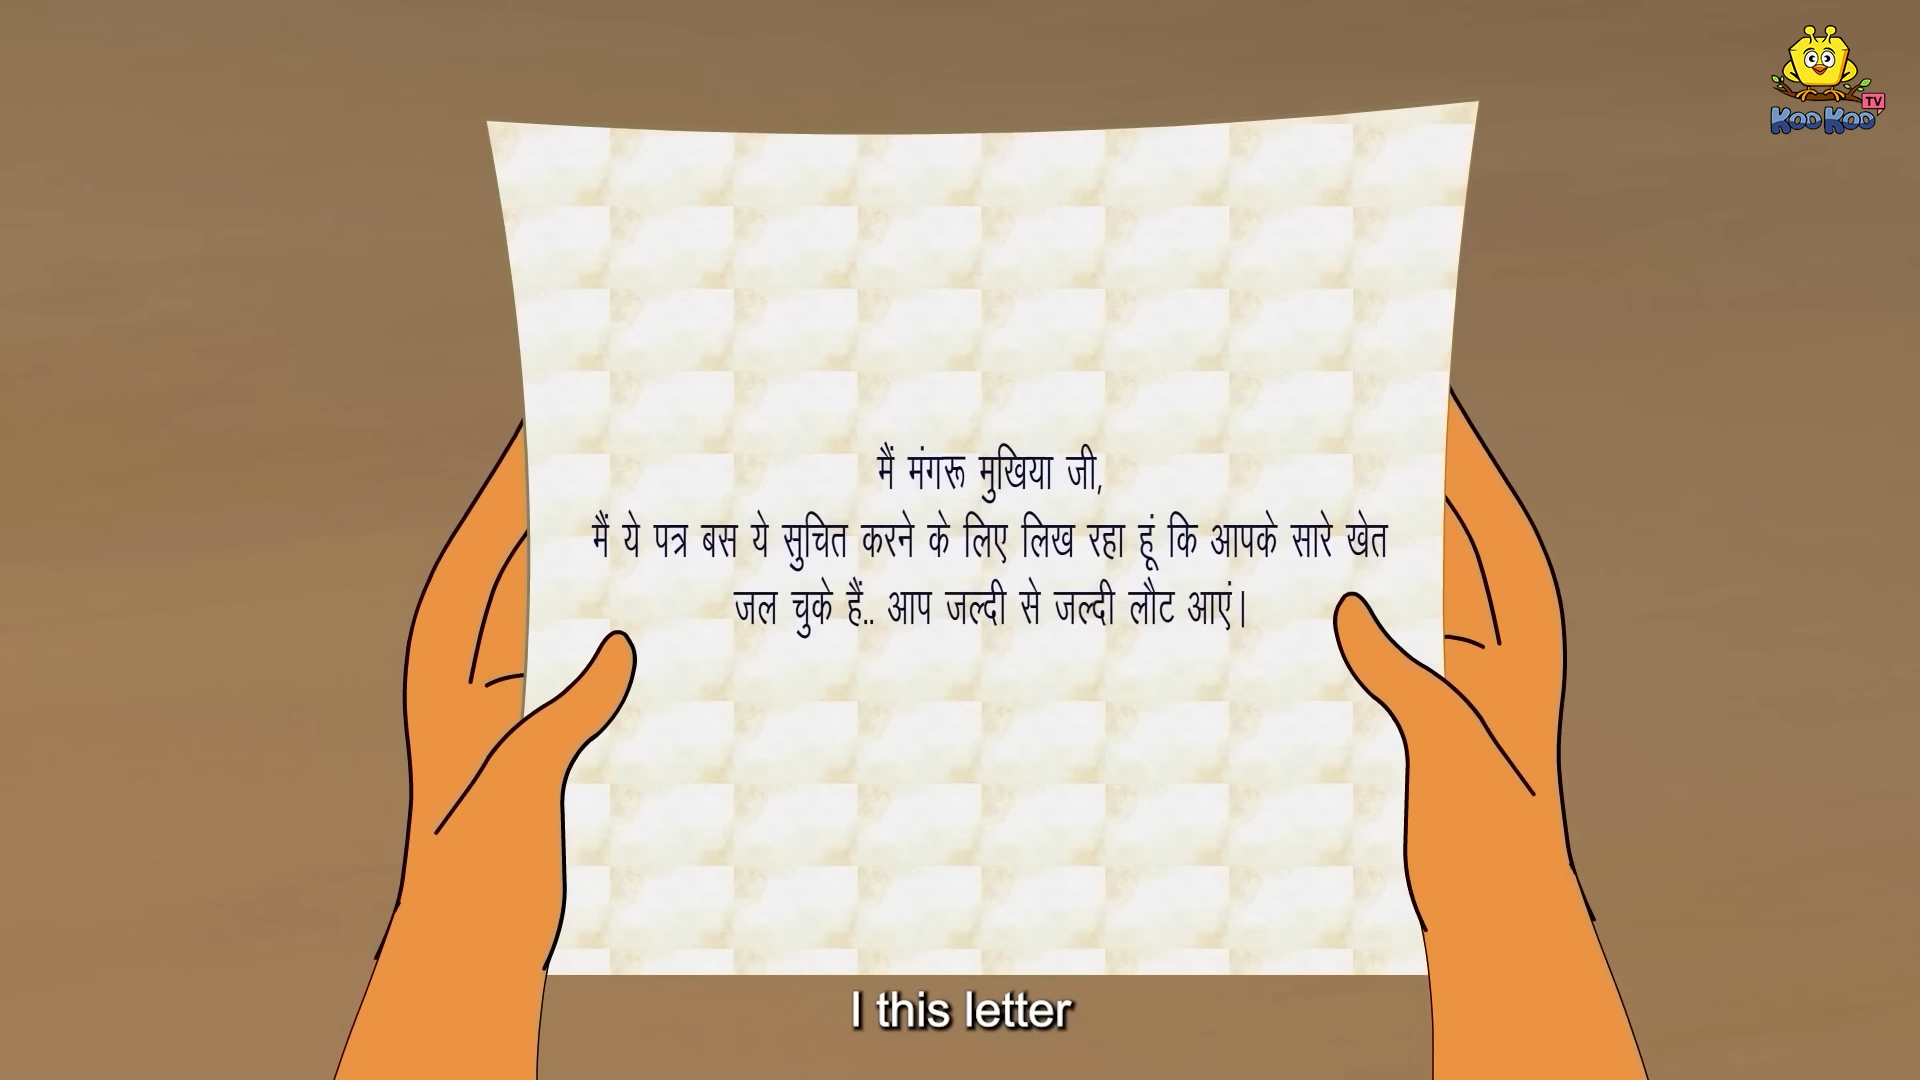 TV
KOO KOO
मैं मंगरू मुखिया जी,
मैं ये पत्र बस ये सुचित करने के लिए लिख रहा हूं कि आपके सारे खेत
जल चुके हैं.. आप जल्दी से जल्दी लौट आएं|
I this letter